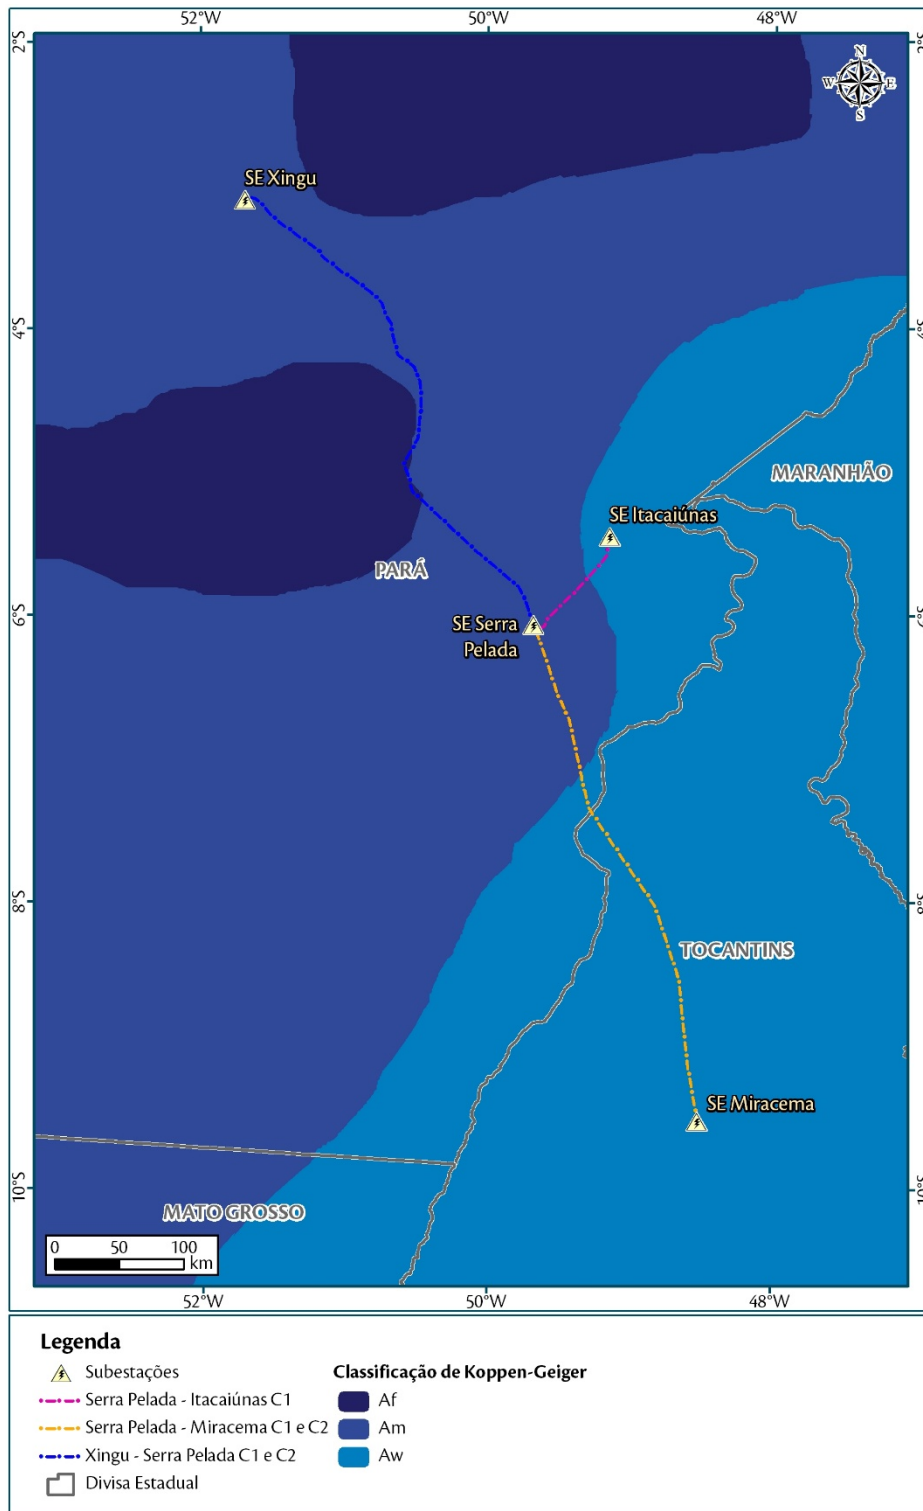 52°W 50°W 48°W
2°S
N
W E
S
SE Xingu
4°S
MARANHÃO
SE Itacaiúnas
PARÁ
6°S
SE Serra
Pelada
8°S
TOCANTINS
SE Miracema
10°S
MATO GROSSO
0 50 100
km
52°W 50°W 48°W
Legenda
Subestações
Serra Pelada - Itacaiúnas C1
Serra Pelada - Miracema C1 e C2
Xingu - Serra Pelada C1 e C2
Divisa Estadual
Classificação de Koppen-Geiger
Af
Am
Aw